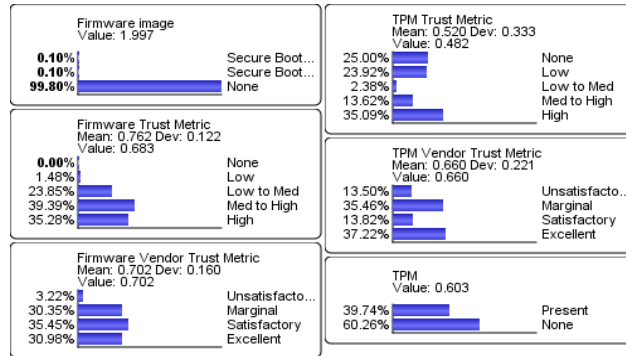 Firmware image
Value: 1.997
0.10% Secure Boot...
0.10% Secure Boot...
99.80% None
Firmware Trust Metric
Mean: 0.762 Dev: 0.122
Value: 0.683
0.00% None
1.48% Low
23.85% Low to Med
39.39% Med to High
35.28% High
Firmware Vendor Trust Metric
Mean: 0.702 Dev: 0.160
Value: 0.702
3.22% Unsatisfacto...
30.35% Marginal
35.45% Satisfactory
30.98% Excellent
TPM Trust Metric
Mean: 0.520 Dev: 0.333
Value: 0.482
25.00% None
23.92% Low
2.38% Low to Med
13.62% Med to High
35.09% High
TPM Vendor Trust Metric
Mean: 0.660 Dev: 0.221
Value: 0.660
13.50% Unsatisfacto...
35.46% Marginal
13.82% Satisfactory
37.22% Excellent
TPM
Value: 0.603
39.74% Present
60.26% None